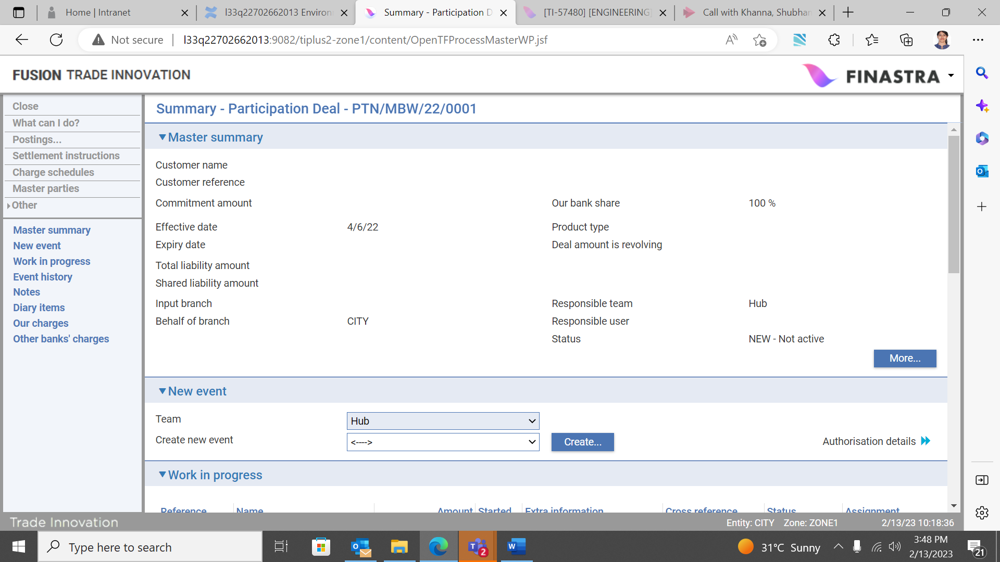 Home | Intranet
l33q22702662013 Environ
Summary - Participation D
[TI-57480] [ENGINEERING]
Call with Khanna, Shubhan
Not secure
l33q22702662013:9082/tiplus2-zone1/content/OpenTFProcessMasterWP.jsf
FUSION TRADE INNOVATION
FINASTRA
Close
What can I do?
Postings...
Settlement instructions
Charge schedules
Master parties
Other
Master summary
New event
Work in progress
Event history
Notes
Diary items
Our charges
Other banks' charges
Summary - Participation Deal - PTN/MBW/22/0001
Master summary
Customer name
Customer reference
Commitment amount Our bank share 100 %
Effective date 4/6/22 Product type
Expiry date Deal amount is revolving
Total liability amount
Shared liability amount
Input branch Responsible team Hub
Behalf of branch CITY Responsible user
Status NEW - Not active
More...
New event
Team Hub
Create new event <----> Create... Authorisation details
Work in progress
Reference Name Amount Started Extra information Cross reference Status Assignment
Trade Innovation Entity: CITY Zone: ZONE1 2/13/23 10:18:36
Type here to search
31°C Sunny
3:48 PM
2/13/2023
2
21